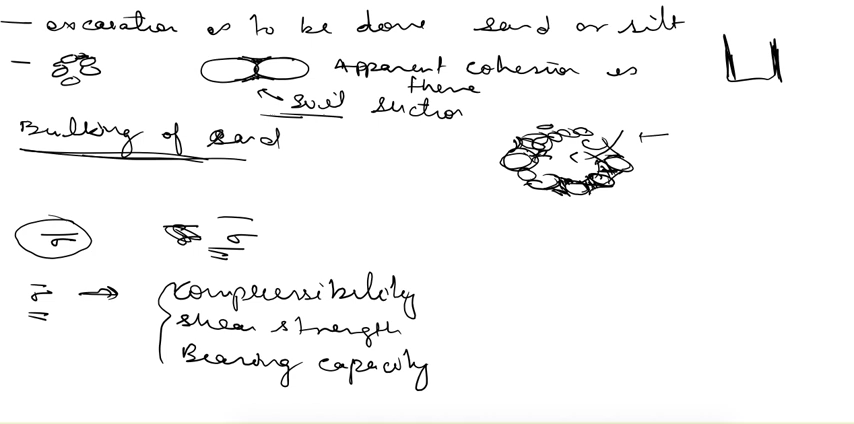 — excavation is to be done sand or silt
— Apparent cohesion is there
soil suction
Bulking of sand
σ̄ σ̄
σ̄ → compressibility
shear strength
Bearing capacity